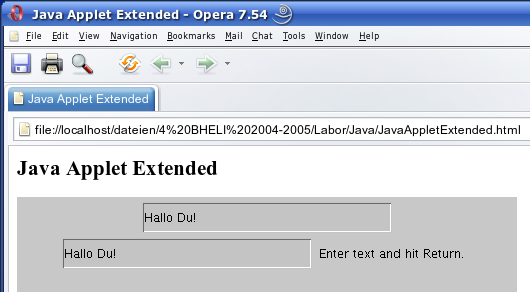 Java Applet Extended - Opera 7.54
File Edit View Navigation Bookmarks Mail Chat Tools Window Help
Java Applet Extended
file://localhost/dateien/4%20BHELI%202004-2005/Labor/Java/JavaAppletExtended.html
Java Applet Extended
Hallo Du!
Hallo Du! Enter text and hit Return.